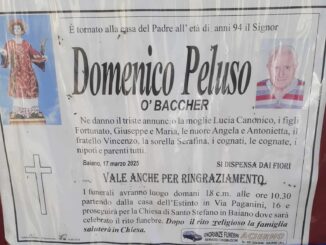 È tornato alla casa del Padre all' età di anni 94 il Signor
Domenico Peluso
O' BACCHER
Ne danno il triste annuncio la moglie Lucia Canonico, i figli
Fortunato, Giuseppe e Maria, le nuore Angela e Antonietta, il
fratello Vincenzo, la sorella Serafina, i cognati, le cognate, i
nipoti e parenti tutti.
Baiano, 17 marzo 2025
SI DISPENSA DAI FIORI
VALE ANCHE PER RINGRAZIAMENTO.
I funerali avranno luogo domani 18 c.m. alle ore 10.30
partendo dalla casa dell'Estinto in Via Paganini, 16 e
proseguirà per la Chiesa di Santo Stefano in Baiano dove sarà
celebrato il rito funebre. Dopo il rito religioso la famiglia
saluterà in Chiesa.
ONORANZE FUNEBRI